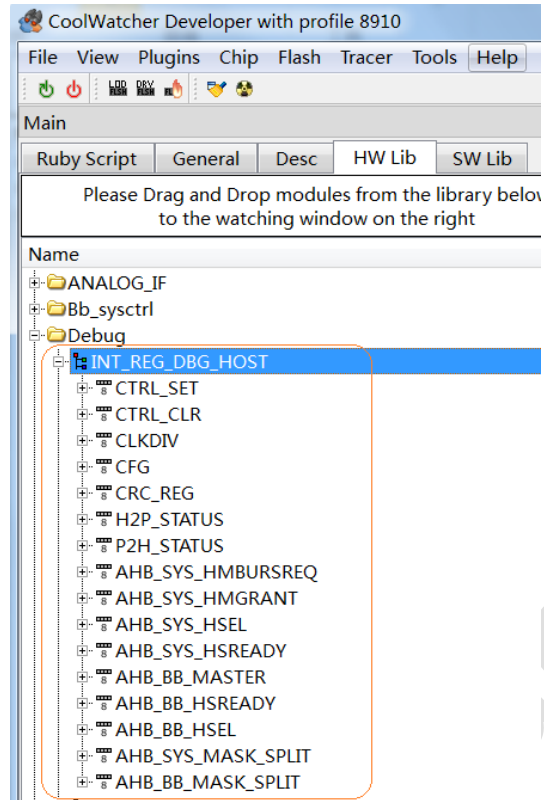 CoolWatcher Developer with profile 8910
File View Plugins Chip Flash Tracer Tools Help
Main
Ruby Script General Desc HW Lib SW Lib
Please Drag and Drop modules from the library below
to the watching window on the right
Name
ANALOG_IF
Bb_sysctrl
Debug
INT_REG_DBG_HOST
CTRL_SET
CTRL_CLR
CLKDIV
CFG
CRC_REG
H2P_STATUS
P2H_STATUS
AHB_SYS_HMBURSREQ
AHB_SYS_HMGRANT
AHB_SYS_HSEL
AHB_SYS_HSREADY
AHB_BB_MASTER
AHB_BB_HSREADY
AHB_BB_HSEL
AHB_SYS_MASK_SPLIT
AHB_BB_MASK_SPLIT